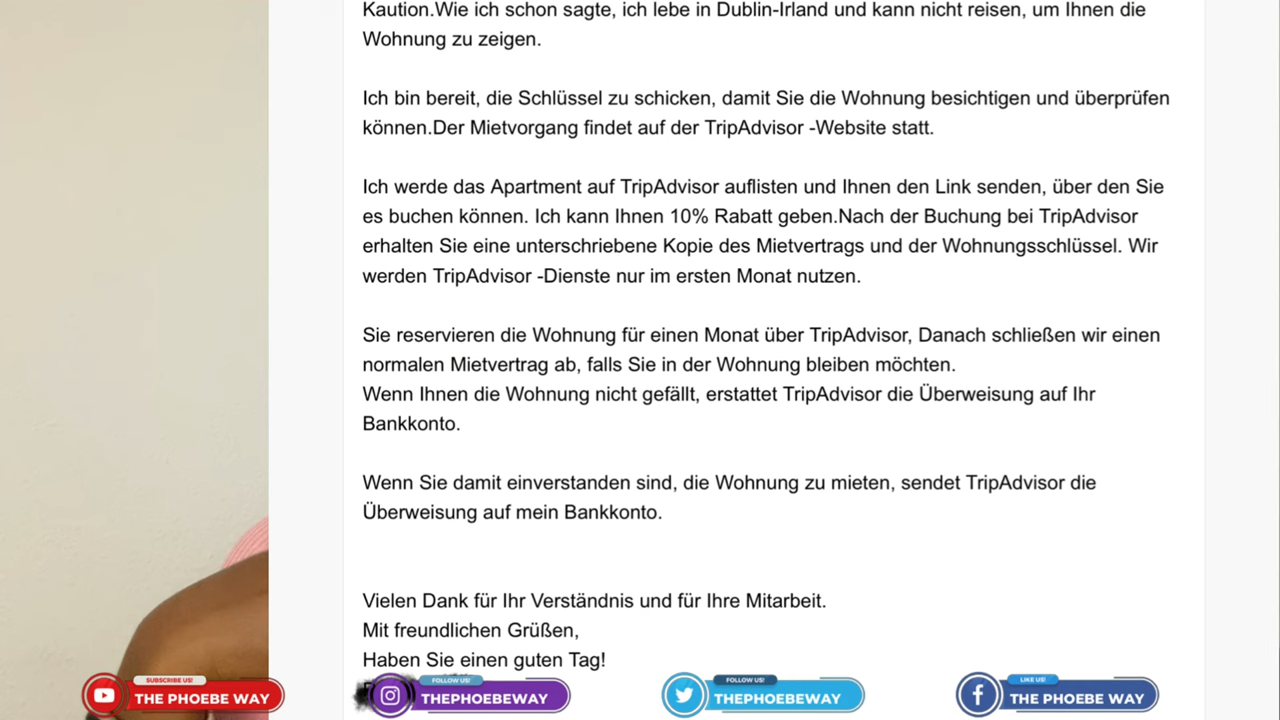 Kaution.Wie ich schon sagte, ich lebe in Dublin-Irland und kann nicht reisen, um Ihnen die
Wohnung zu zeigen.
Ich bin bereit, die Schlüssel zu schicken, damit Sie die Wohnung besichtigen und überprüfen
können.Der Mietvorgang findet auf der TripAdvisor -Website statt.
Ich werde das Apartment auf TripAdvisor auflisten und Ihnen den Link senden, über den Sie
es buchen können. Ich kann Ihnen 10% Rabatt geben.Nach der Buchung bei TripAdvisor
erhalten Sie eine unterschriebene Kopie des Mietvertrags und der Wohnungsschlüssel. Wir
werden TripAdvisor -Dienste nur im ersten Monat nutzen.
Sie reservieren die Wohnung für einen Monat über TripAdvisor, Danach schließen wir einen
normalen Mietvertrag ab, falls Sie in der Wohnung bleiben möchten.
Wenn Ihnen die Wohnung nicht gefällt, erstattet TripAdvisor die Überweisung auf Ihr
Bankkonto.
Wenn Sie damit einverstanden sind, die Wohnung zu mieten, sendet TripAdvisor die
Überweisung auf mein Bankkonto.
Vielen Dank für Ihr Verständnis und für Ihre Mitarbeit.
Mit freundlichen Grüßen,
Haben Sie einen guten Tag!
SUBSCRIBE US!
THE PHOEBE WAY
FOLLOW US!
THEPHOEBEWAY
FOLLOW US!
THEPHOEBEWAY
LIKE US!
THE PHOEBE WAY